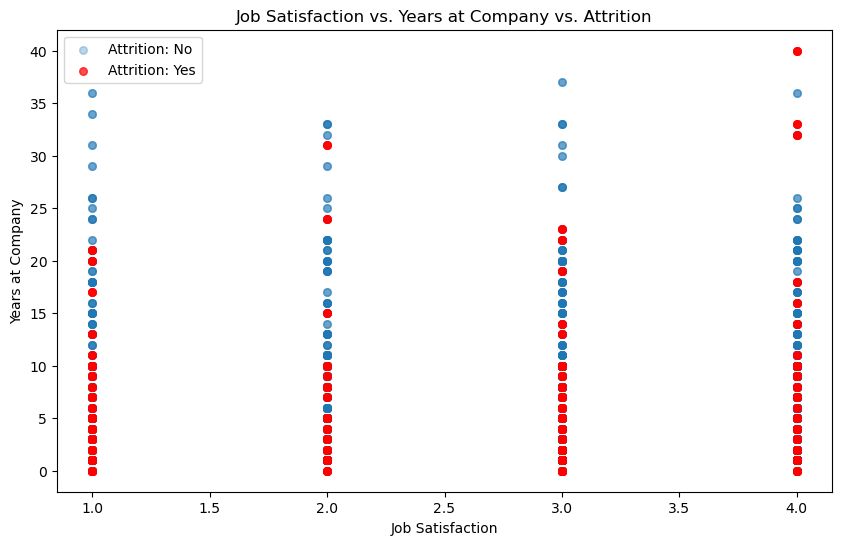 Job Satisfaction vs. Years at Company vs. Attrition
Attrition: No
Attrition: Yes
Years at Company
40
35
30
25
20
15
10
5
0
1.0 1.5 2.0 2.5 3.0 3.5 4.0
Job Satisfaction